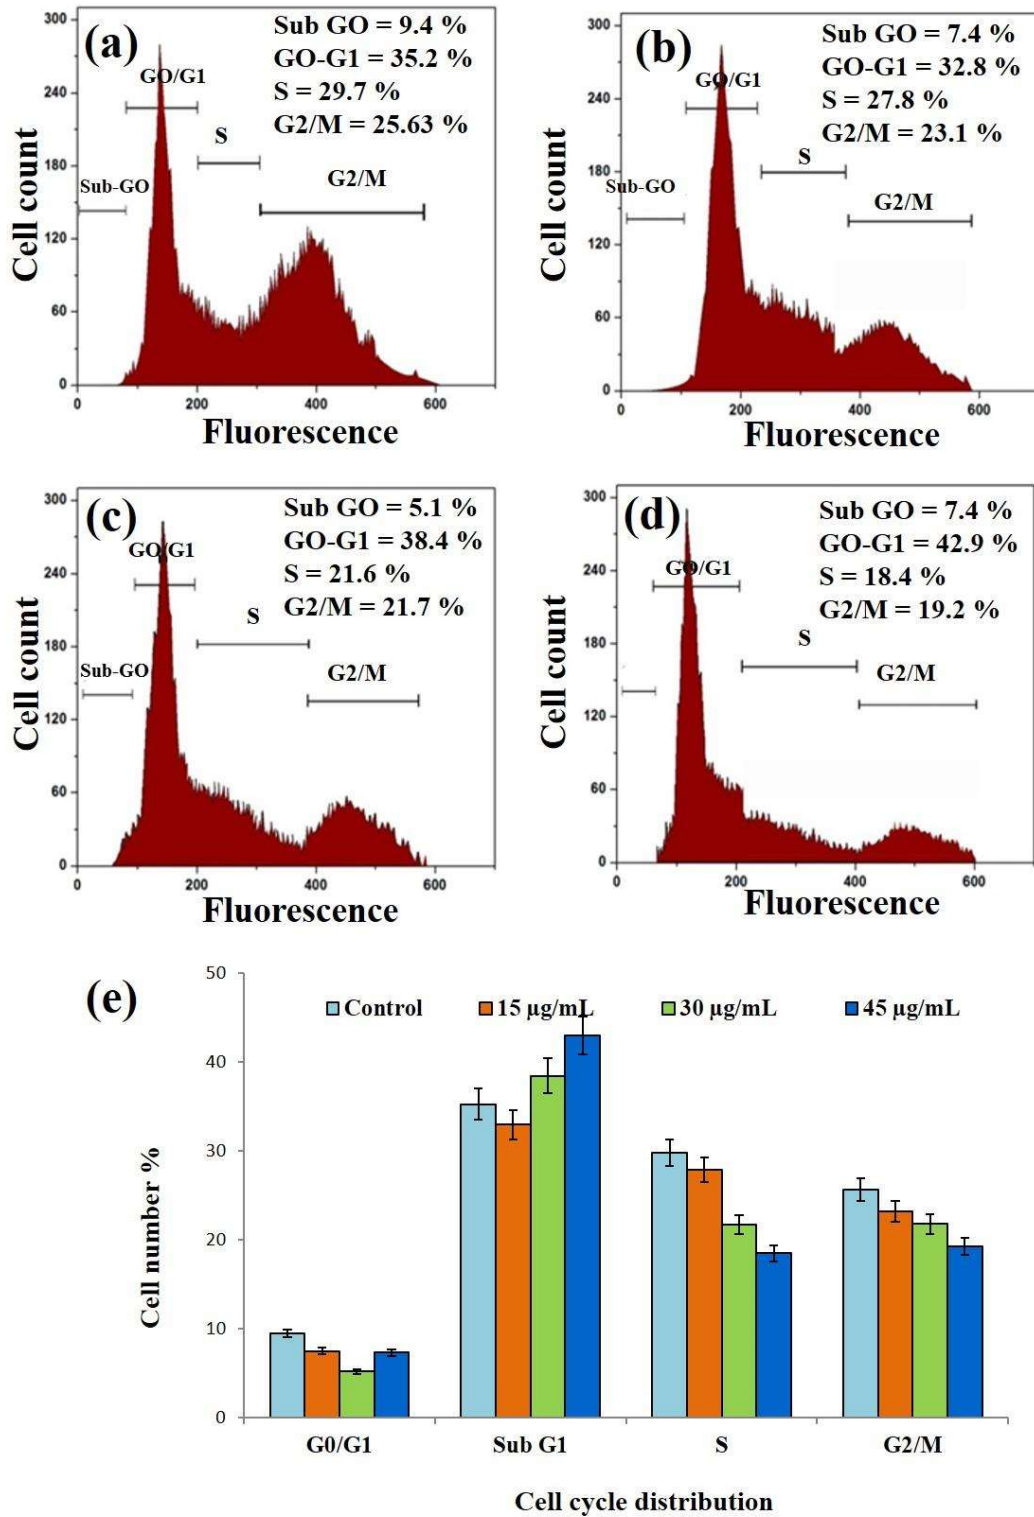 (a)
Sub GO = 9.4 %
GO-G1 = 35.2 %
S = 29.7 %
G2/M = 25.63 %
GO/G1
S
G2/M
Sub-GO
Cell count
300
240
180
120
60
0
0 200 400 600
Fluorescence
(b)
Sub GO = 7.4 %
GO-G1 = 32.8 %
S = 27.8 %
G2/M = 23.1 %
GO/G1
S
Sub-GO
G2/M
Cell count
300
240
180
120
60
0
0 200 400 600
Fluorescence
(c)
Sub GO = 5.1 %
GO-G1 = 38.4 %
S = 21.6 %
G2/M = 21.7 %
GO/G1
S
Sub-GO
G2/M
Cell count
300
240
180
120
60
0
0 200 400 600
Fluorescence
(d)
Sub GO = 7.4 %
GO-G1 = 42.9 %
S = 18.4 %
G2/M = 19.2 %
GO/G1
S
G2/M
Cell count
300
240
180
120
60
0
0 200 400 600
Fluorescence
(e)
Control 15 µg/mL 30 µg/mL 45 µg/mL
Cell number %
50
40
30
20
10
0
G0/G1 Sub G1 S G2/M
Cell cycle distribution